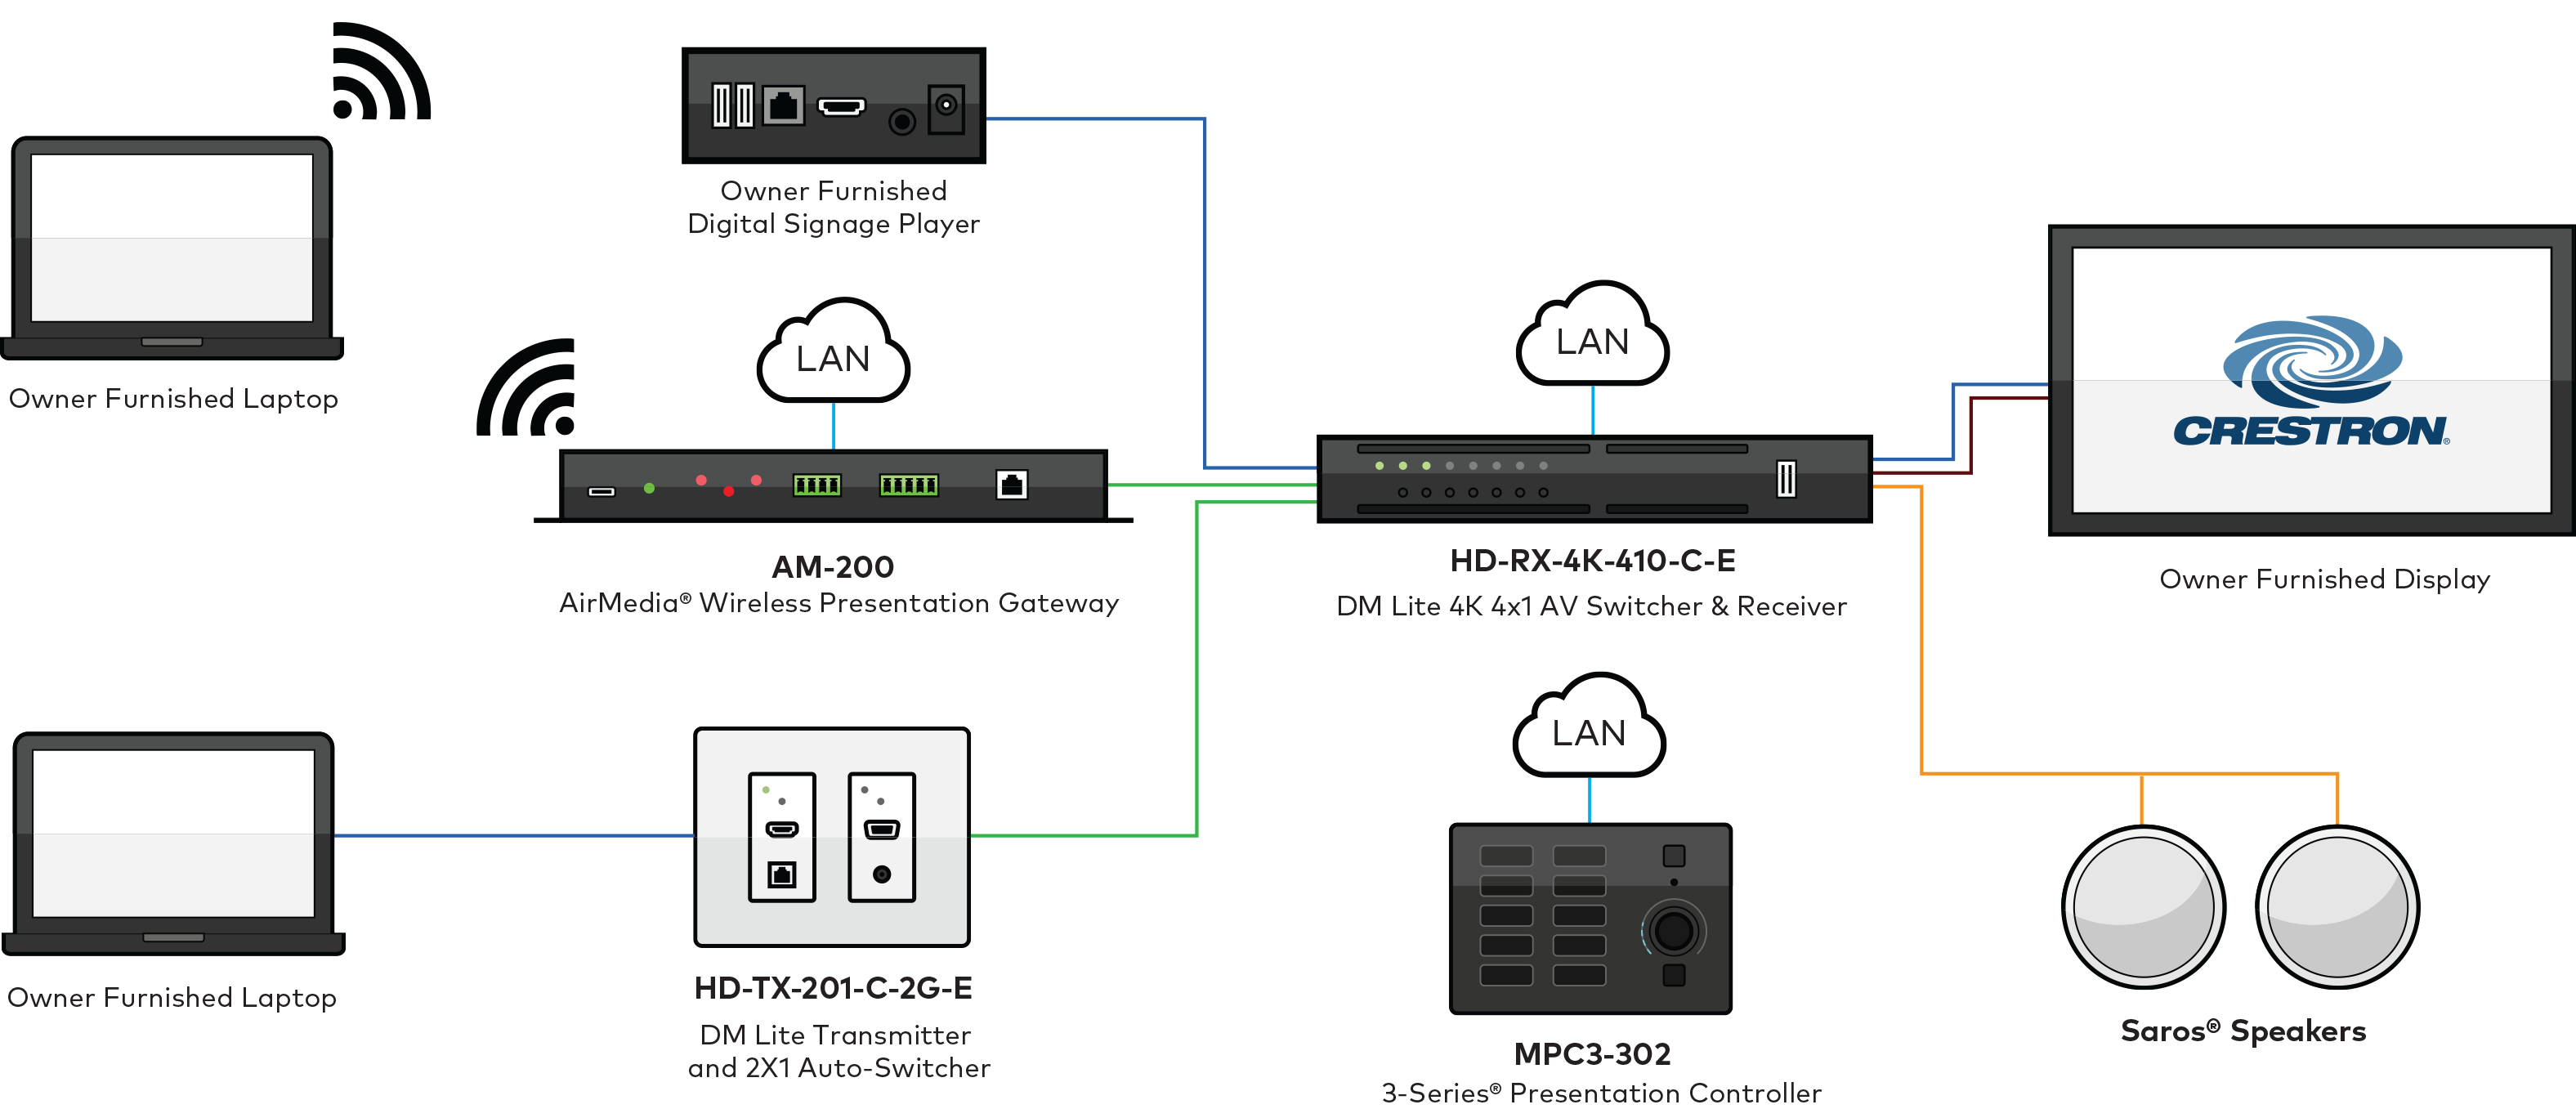 Owner Furnished
Digital Signage Player
Owner Furnished Laptop
LAN
AM-200
AirMedia® Wireless Presentation Gateway
LAN
HD-RX-4K-410-C-E
DM Lite 4K 4x1 AV Switcher & Receiver
CRESTRON®
Owner Furnished Display
Owner Furnished Laptop
HD-TX-201-C-2G-E
DM Lite Transmitter
and 2X1 Auto-Switcher
LAN
MPC3-302
3-Series® Presentation Controller
Saros® Speakers